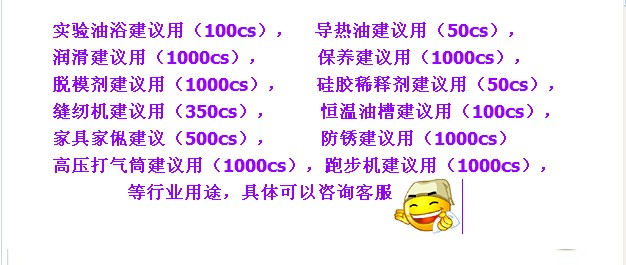 实验油浴建议用（100cs）， 导热油建议用（50cs），
润滑建议用（1000cs）， 保养建议用（1000cs），
脱模剂建议用（1000cs）， 硅胶稀释剂建议用（50cs），
缝纫机建议用（350cs）， 恒温油槽建议用（100cs），
家具家俬建议（500cs）， 防锈建议用（1000cs）
高压打气筒建议用（1000cs），跑步机建议用（1000cs），
等行业用途，具体可以咨询客服